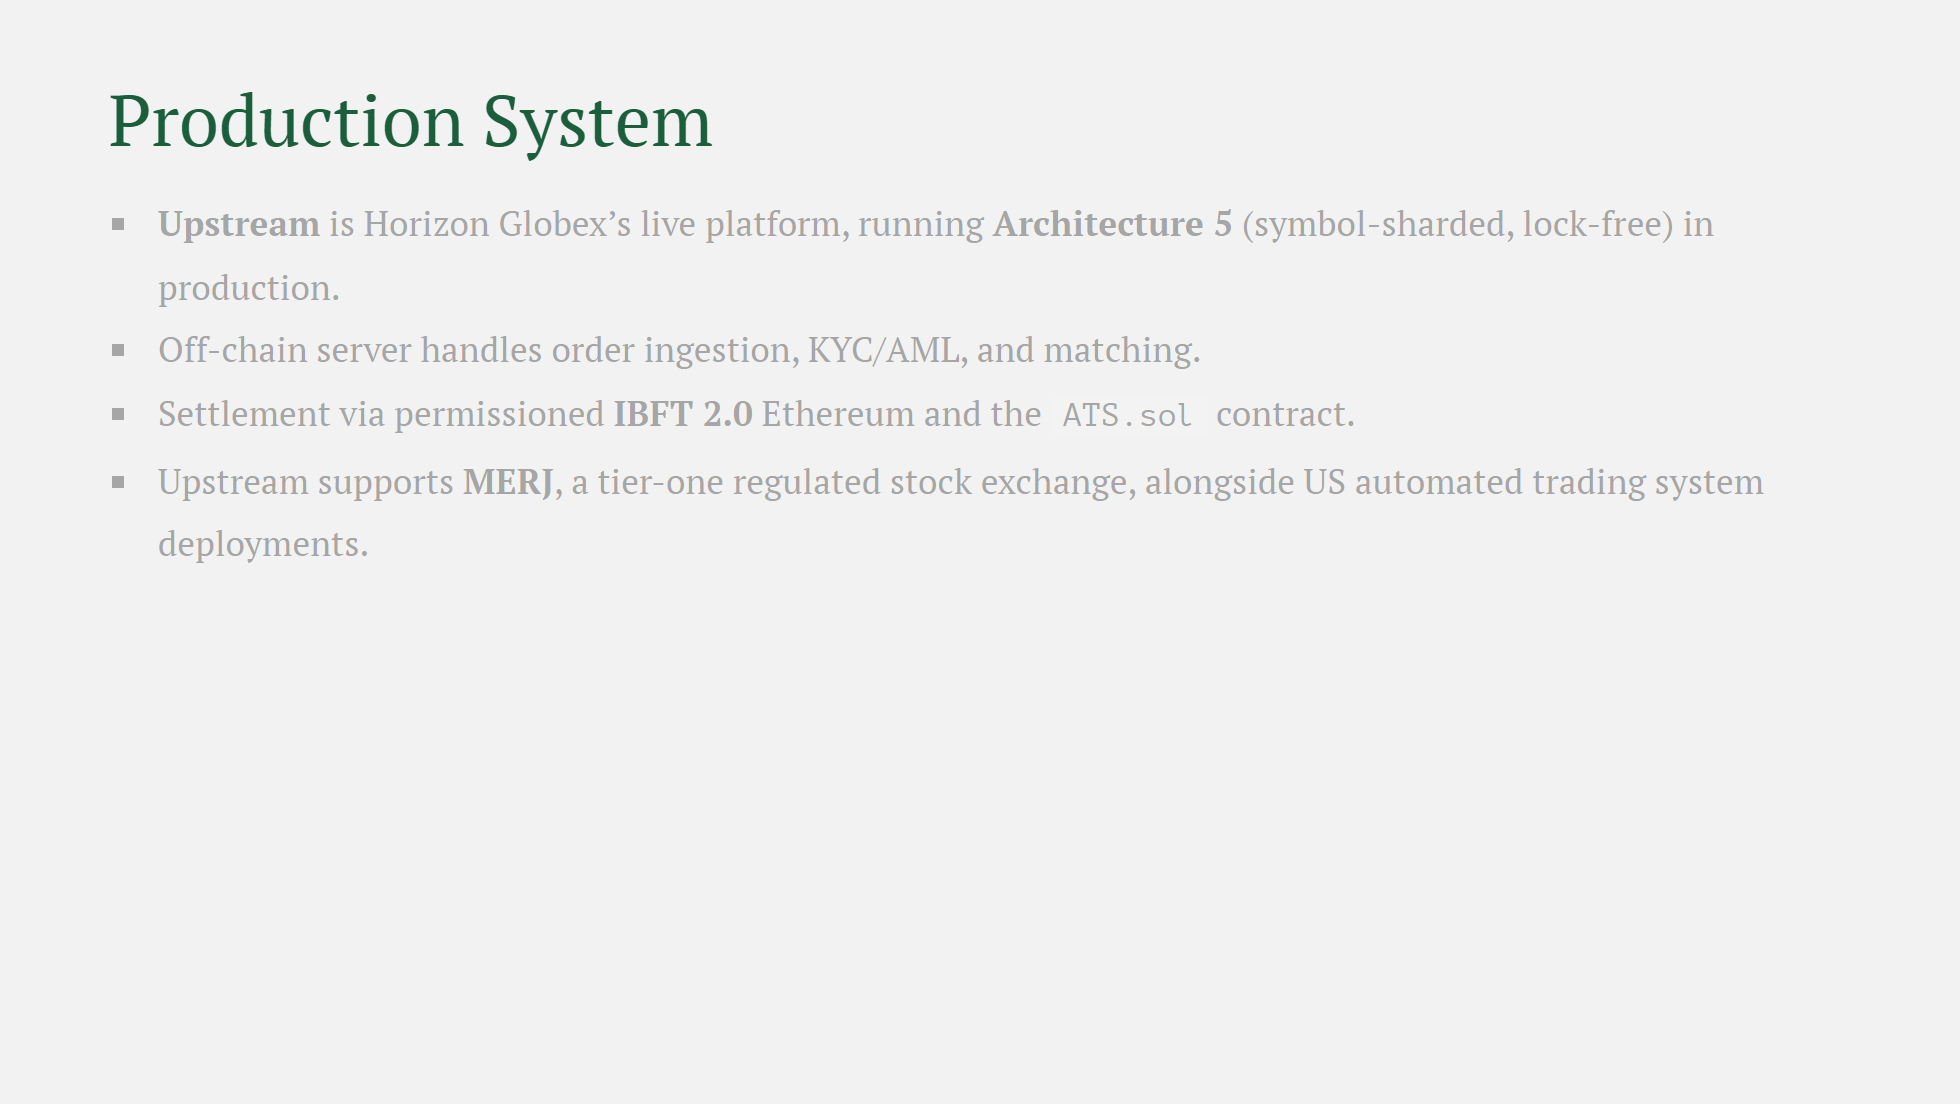 Production System
▪ Upstream is Horizon Globex’s live platform, running Architecture 5 (symbol-sharded, lock-free) in
production.
▪ Off-chain server handles order ingestion, KYC/AML, and matching.
▪ Settlement via permissioned IBFT 2.0 Ethereum and the ATS.sol contract.
▪ Upstream supports MERJ, a tier-one regulated stock exchange, alongside US automated trading system
deployments.